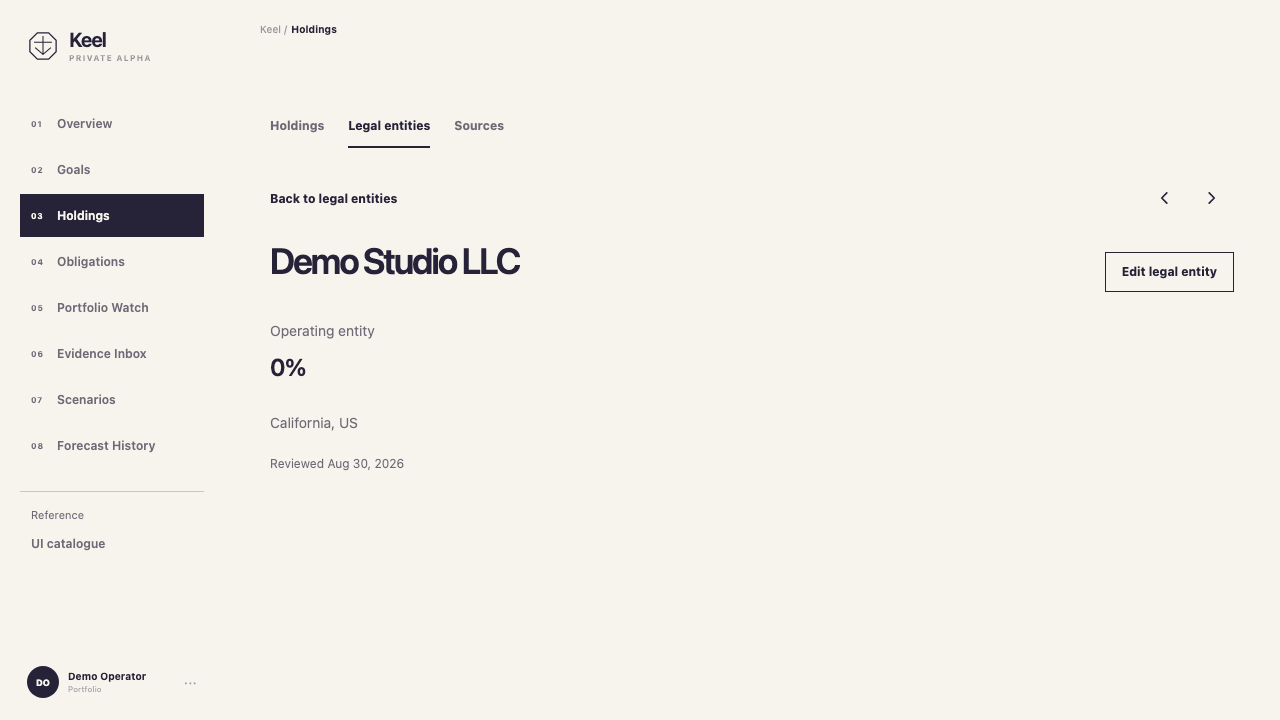 Keel
PRIVATE ALPHA
Keel / Holdings
01 Overview
02 Goals
03 Holdings
04 Obligations
05 Portfolio Watch
06 Evidence Inbox
07 Scenarios
08 Forecast History
Reference
UI catalogue
DO
Demo Operator
Portfolio
...
Holdings Legal entities Sources
Back to legal entities
Demo Studio LLC
Edit legal entity
Operating entity
0%
California, US
Reviewed Aug 30, 2026